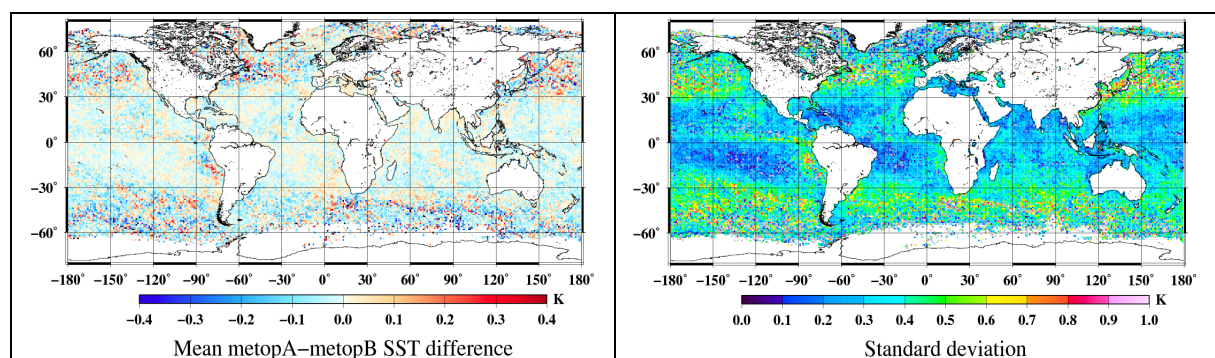 60°
30°
0°
−30°
−60°
−180° −150° −120° −90° −60° −30° 0° 30° 60° 90° 120° 150° 180°
K
−0.4 −0.3 −0.2 −0.1 0.0 0.1 0.2 0.3 0.4
Mean metopA−metopB SST difference
60°
30°
0°
−30°
−60°
−180° −150° −120° −90° −60° −30° 0° 30° 60° 90° 120° 150° 180°
K
0.0 0.1 0.2 0.3 0.4 0.5 0.6 0.7 0.8 0.9 1.0
Standard deviation